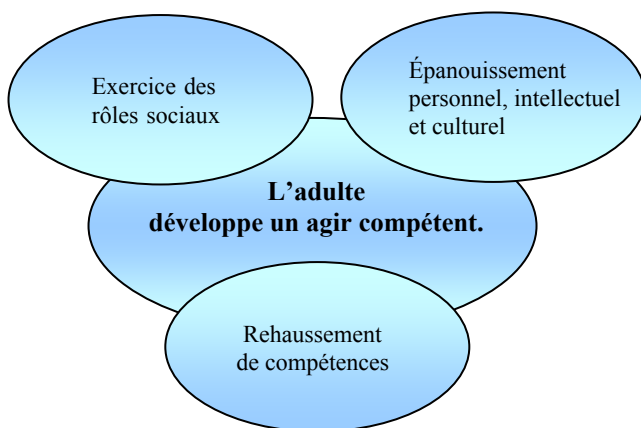 Exercice des
rôles sociaux
Épanouissement
personnel, intellectuel
et culturel
L’adulte
développe un agir compétent.
Rehaussement
de compétences